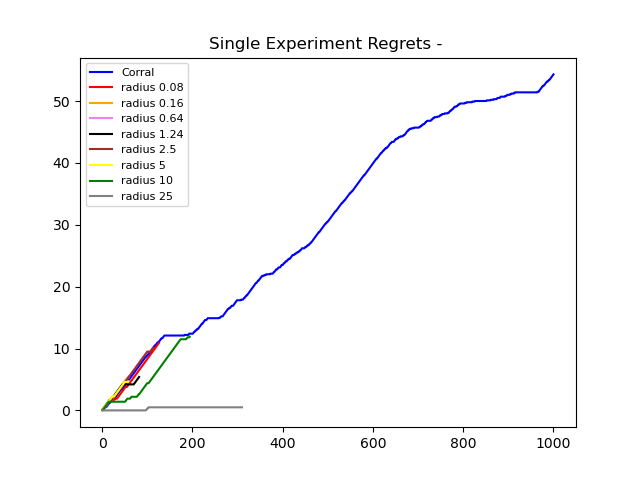 Single Experiment Regrets -
Corral
radius 0.08
radius 0.16
radius 0.64
radius 1.24
radius 2.5
radius 5
radius 10
radius 25
50
40
30
20
10
0
0 200 400 600 800 1000